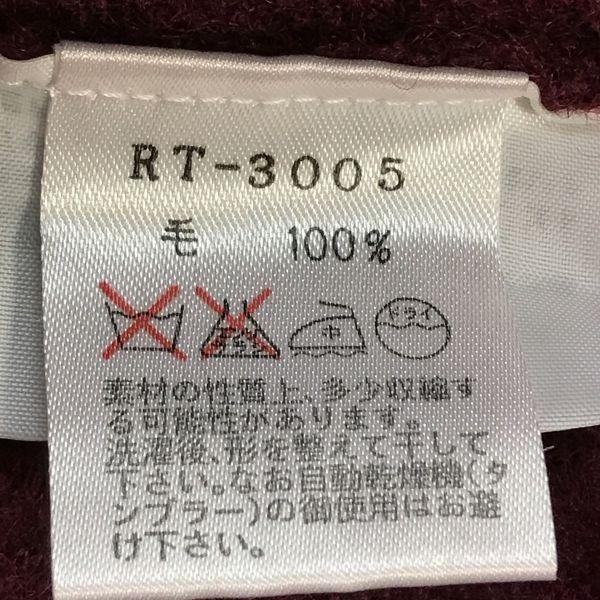 RT-3005
毛 100%
中 ドライ
素材の性質上、多少収縮す
る可能性があります。
洗濯後、形を整えて干して
下さい。なお自動乾燥機(タ
ンブラー)の御使用はお避
け下さい。